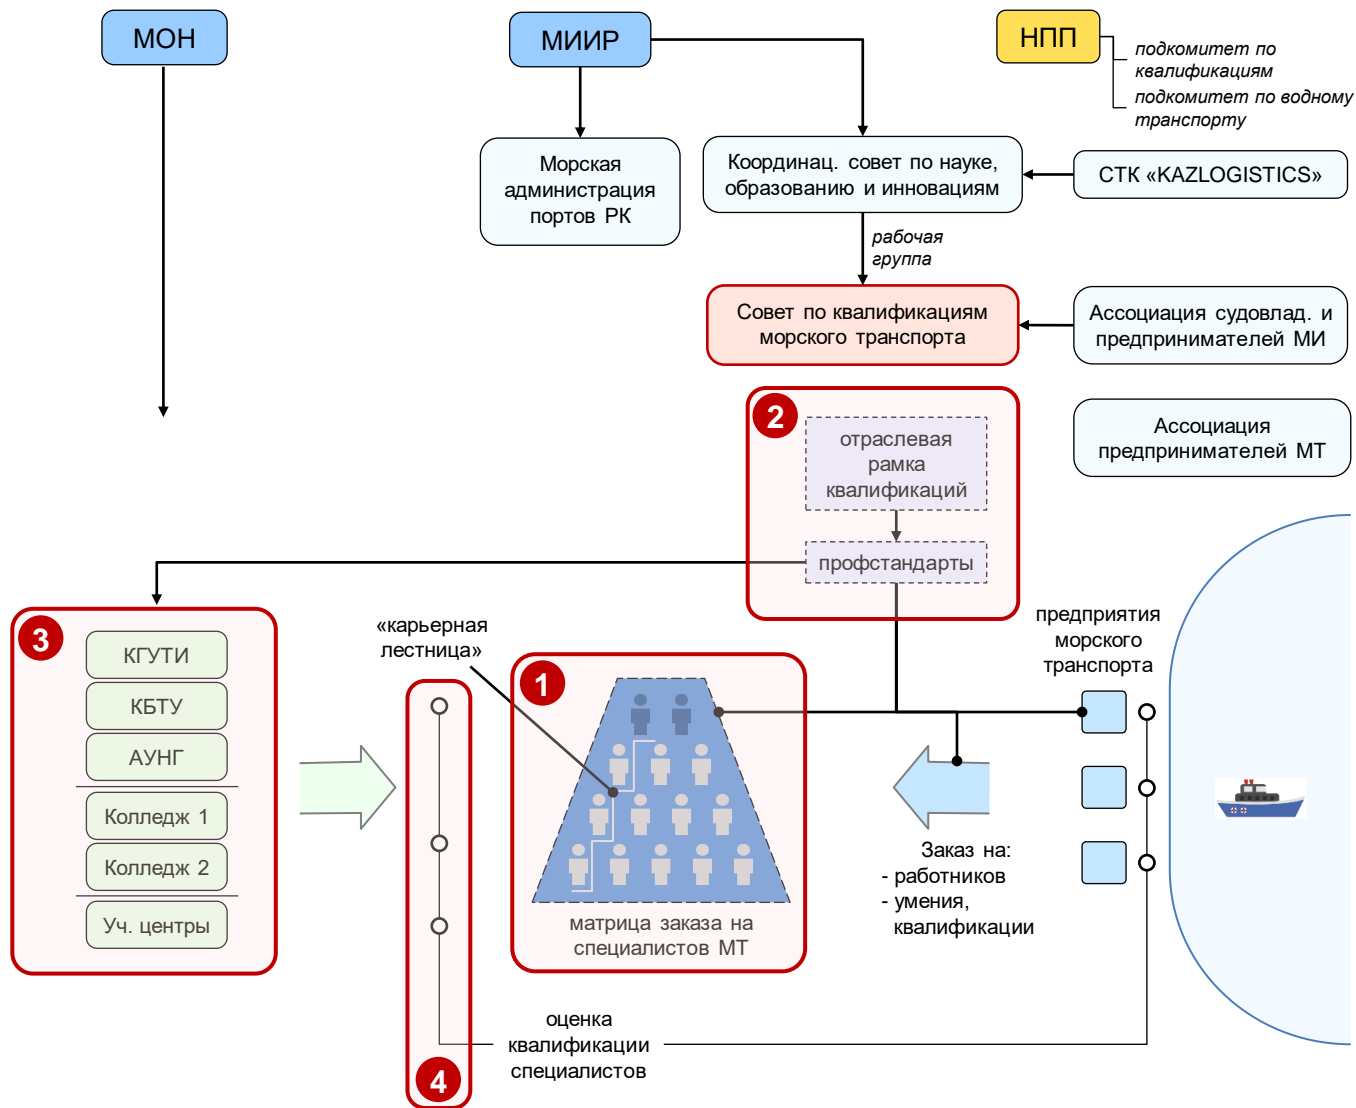 МОН
МИИР
НПП
подкомитет по
квалификациям
подкомитет по водному
транспорту
Морская
администрация
портов РК
Координац. совет по науке,
образованию и инновациям
СТК «KAZLOGISTICS»
рабочая
группа
Совет по квалификациям
морского транспорта
Ассоциация судовлад. и
предпринимателей МИ
Ассоциация
предпринимателей МТ
2
отраслевая
рамка
квалификаций
профстандарты
3
КГУТИ
КБТУ
АУНГ
Колледж 1
Колледж 2
Уч. центры
«карьерная
лестница»
1
матрица заказа на
специалистов МТ
предприятия
морского
транспорта
Заказ на:
- работников
- умения,
квалификации
оценка
квалификации
специалистов
4